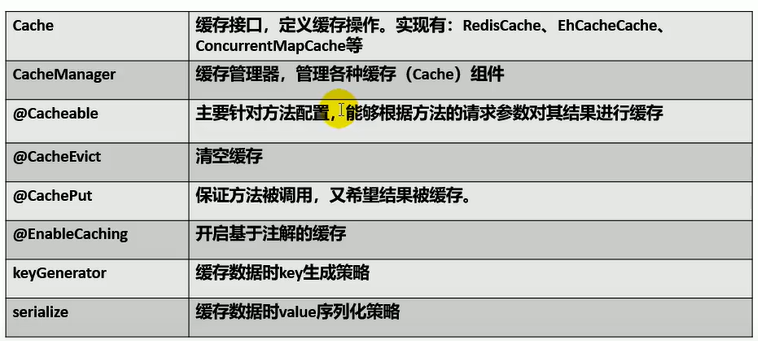 Cache
缓存接口，定义缓存操作。实现有：RedisCache、EhCacheCache、
ConcurrentMapCache等
CacheManager
缓存管理器，管理各种缓存（Cache）组件
@Cacheable
主要针对方法配置，能够根据方法的请求参数对其结果进行缓存
@CacheEvict
清空缓存
@CachePut
保证方法被调用，又希望结果被缓存。
@EnableCaching
开启基于注解的缓存
keyGenerator
缓存数据时key生成策略
serialize
缓存数据时value序列化策略